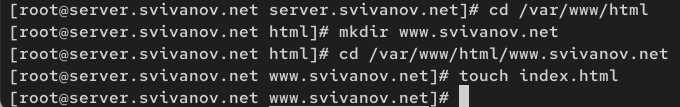 [root@server.svivanov.net server.svivanov.net]# cd /var/www/html
[root@server.svivanov.net html]# mkdir www.svivanov.net
[root@server.svivanov.net html]# cd /var/www/html/www.svivanov.net
[root@server.svivanov.net www.svivanov.net]# touch index.html
[root@server.svivanov.net www.svivanov.net]#